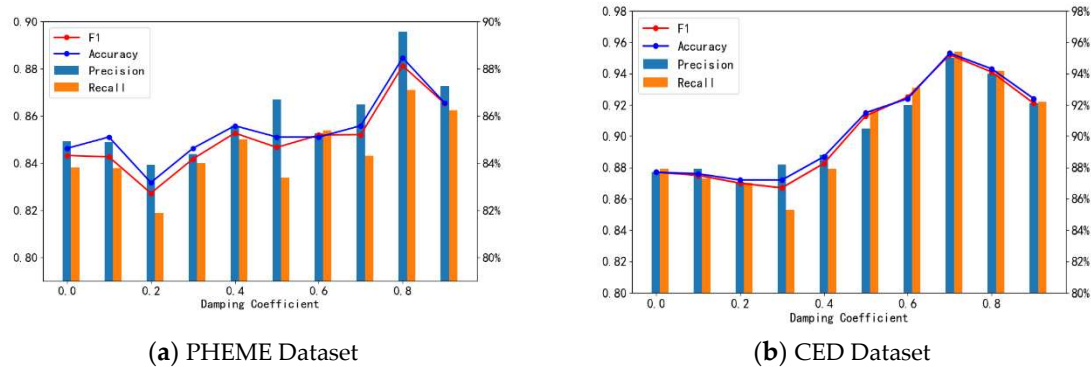 0.90
0.88
0.86
0.84
0.82
0.80
90%
88%
86%
84%
82%
80%
F1
Accuracy
Precision
Recall
0.0 0.2 0.4 0.6 0.8
Damping Coefficient
(a) PHEME Dataset
0.98
0.96
0.94
0.92
0.90
0.88
0.86
0.84
0.82
0.80
98%
96%
94%
92%
90%
88%
86%
84%
82%
80%
F1
Accuracy
Precision
Recall
0.0 0.2 0.4 0.6 0.8
Damping Coefficient
(b) CED Dataset